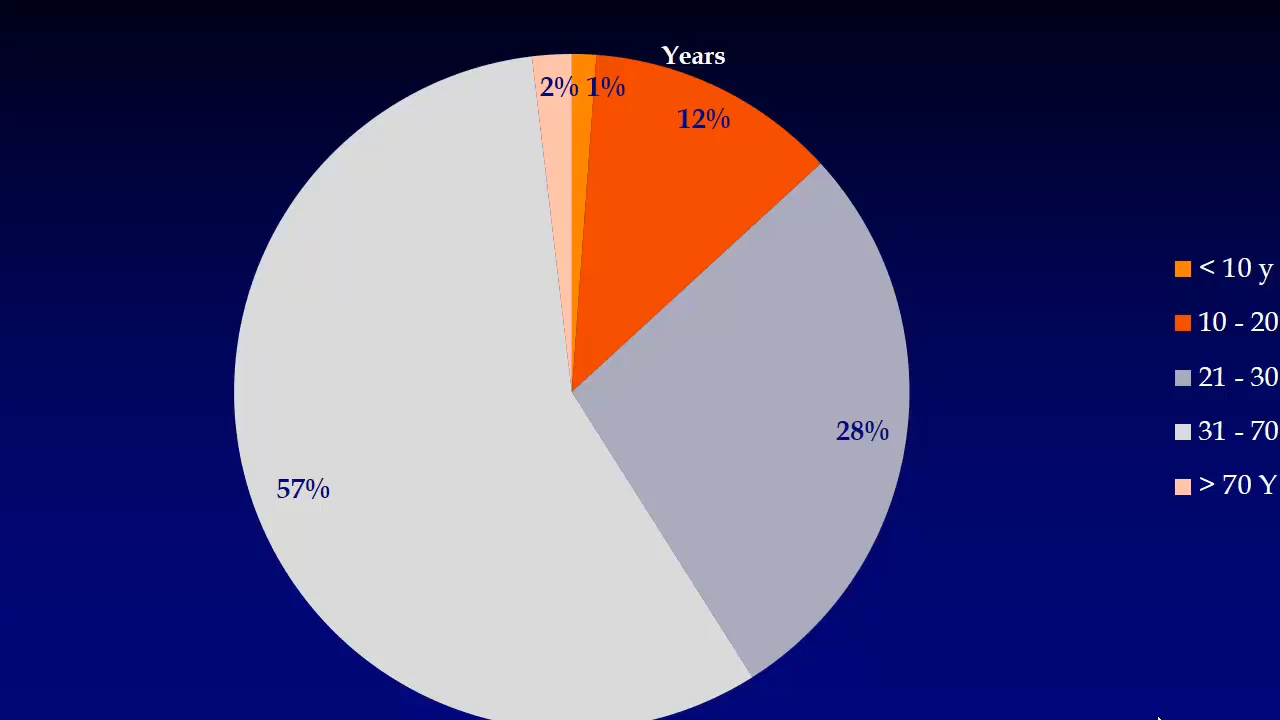 Years
2% 1%
12%
28%
57%
< 10 y
10 - 20
21 - 30
31 - 70
> 70 Y